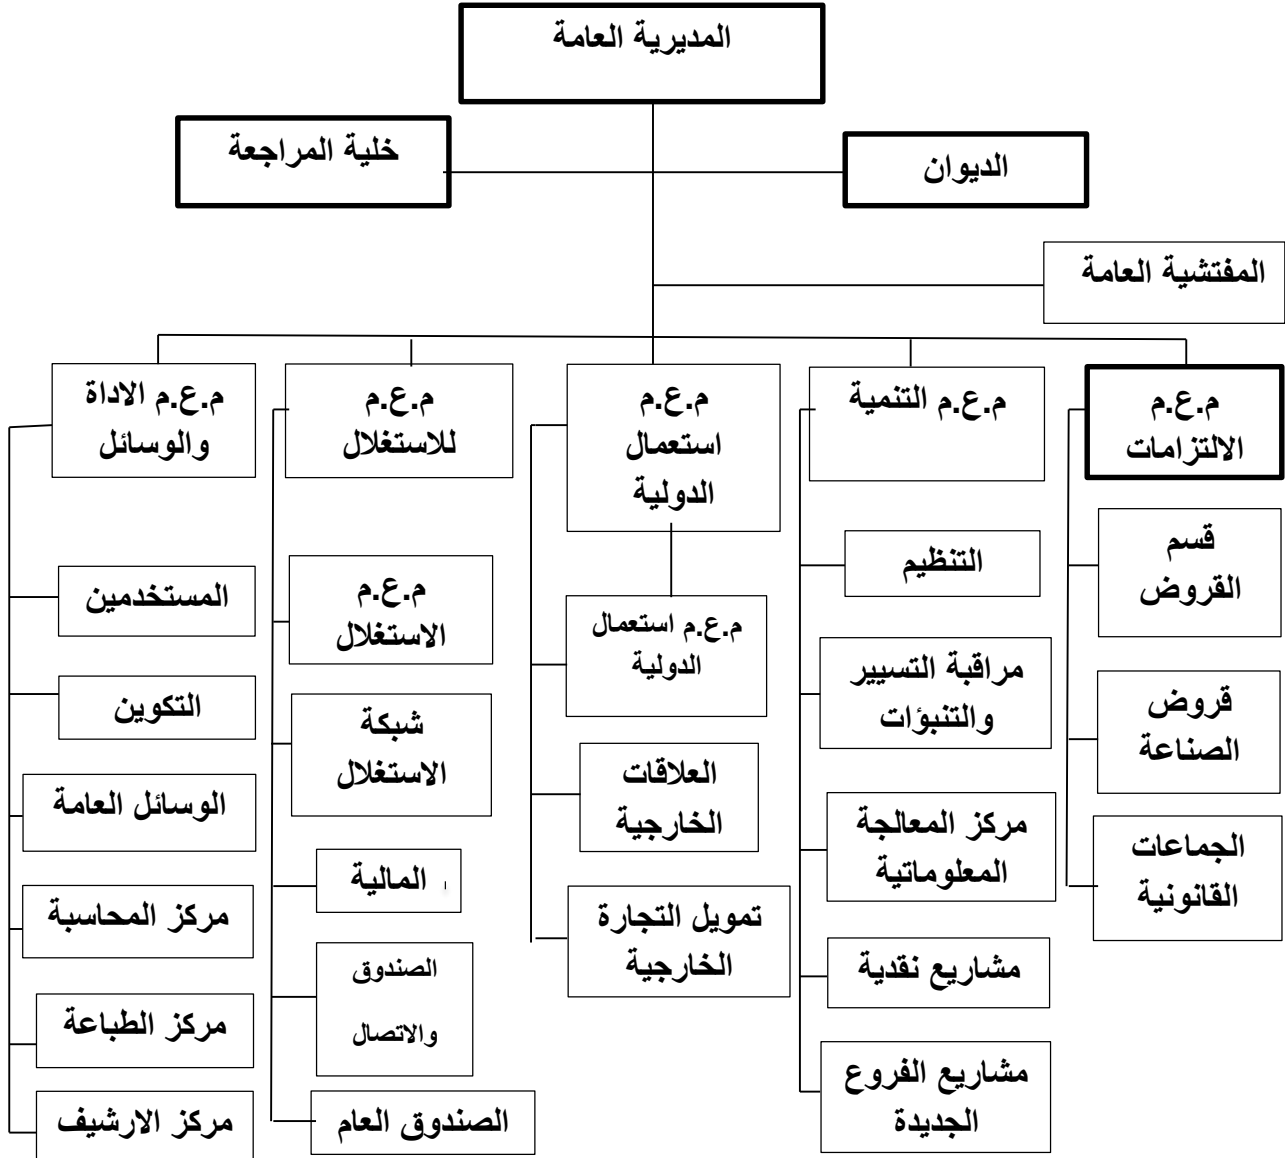 المديرية العامة
خلية المراجعة
الديوان
المفتشية العامة
م.ع.م
الالتزامات
م.ع.م التنمية
م.ع.م
استعمال
الدولية
م.ع.م
للاستغلال
م.ع.م الاداة
والوسائل
قسم
القروض
قروض
الصناعة
الجماعات
القانونية
التنظيم
مراقبة التسيير
والتنبؤات
مركز المعالجة
المعلوماتية
مشاريع نقدية
مشاريع الفروع
الجديدة
م.ع.م استعمال
الدولية
العلاقات
الخارجية
تمويل التجارة
الخارجية
م.ع.م
الاستغلال
شبكة
الاستغلال
المالية
الصندوق
والاتصال
الصندوق العام
المستخدمين
التكوين
الوسائل العامة
مركز المحاسبة
مركز الطباعة
مركز الارشيف